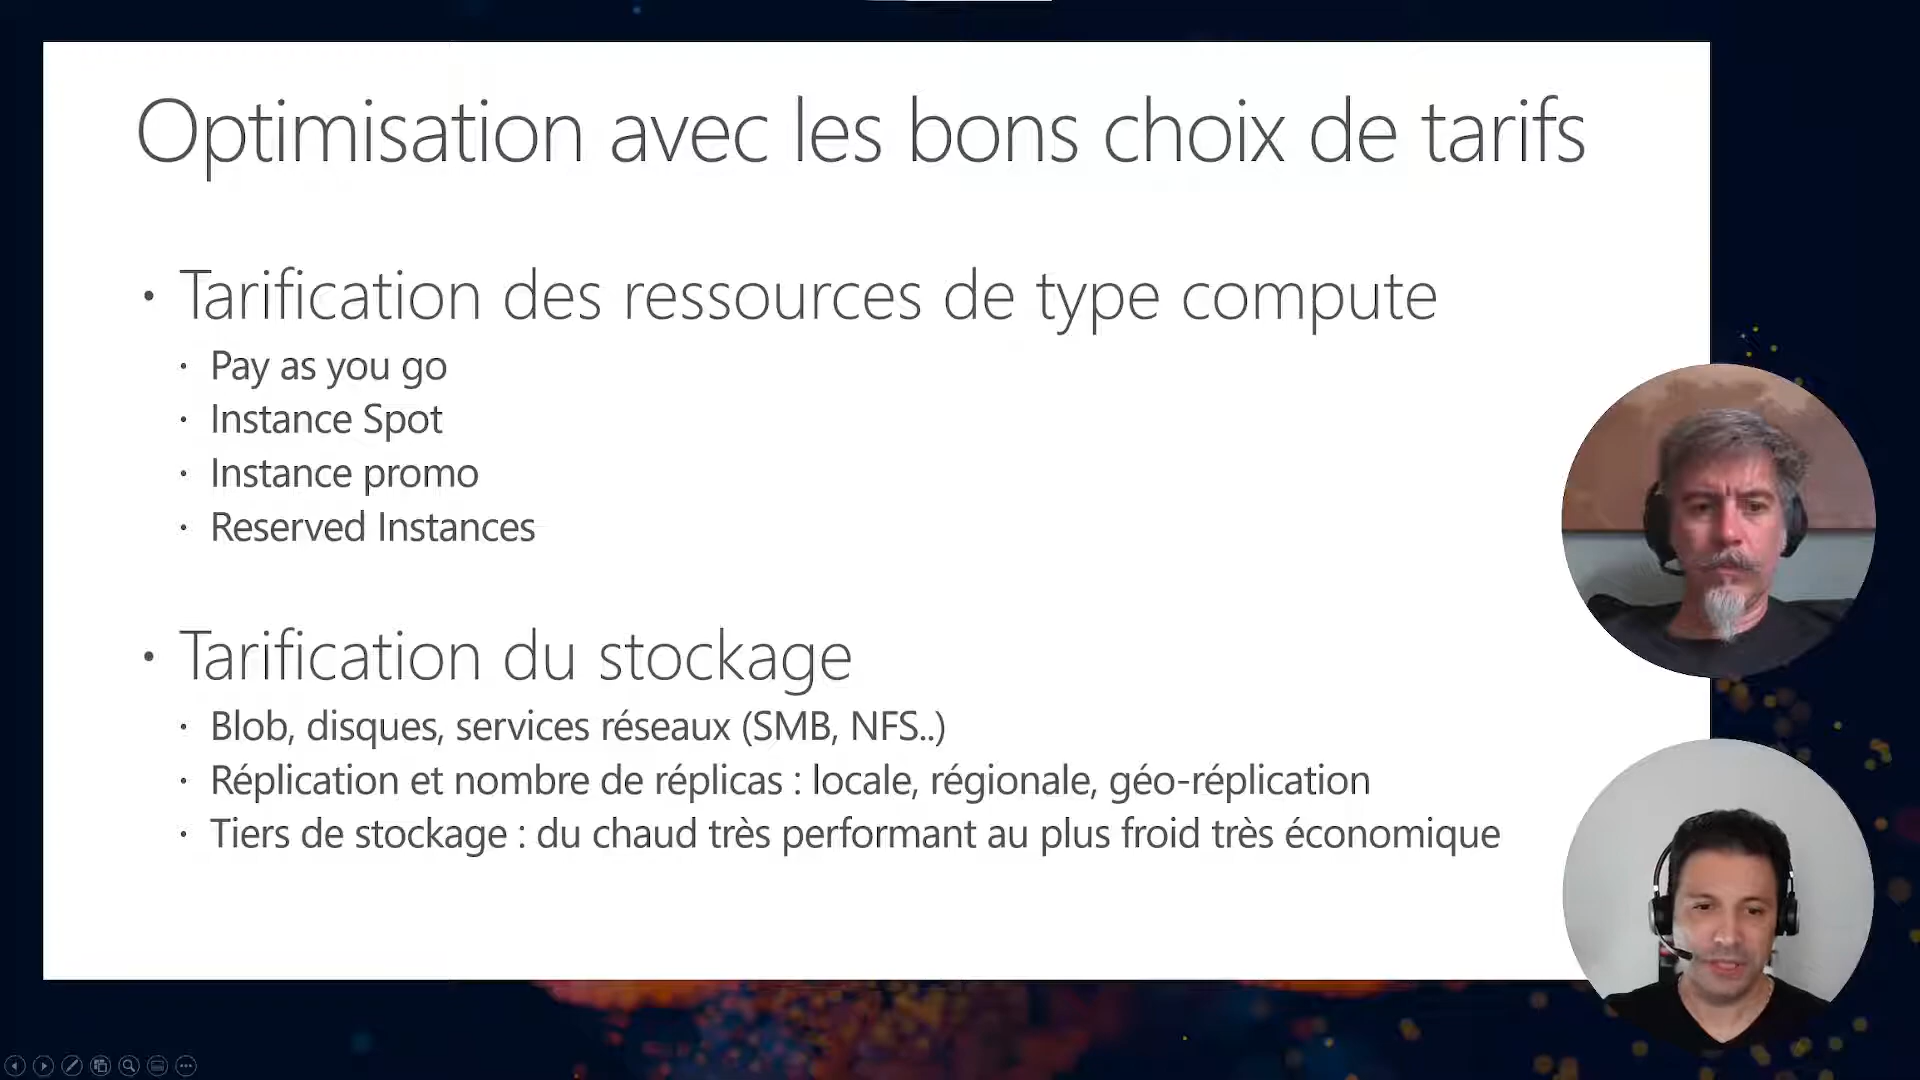 Optimisation avec les bons choix de tarifs
• Tarification des ressources de type compute
• Pay as you go
• Instance Spot
• Instance promo
• Reserved Instances
• Tarification du stockage
• Blob, disques, services réseaux (SMB, NFS..)
• Réplication et nombre de réplicas : locale, régionale, géo-réplication
• Tiers de stockage : du chaud très performant au plus froid très économique